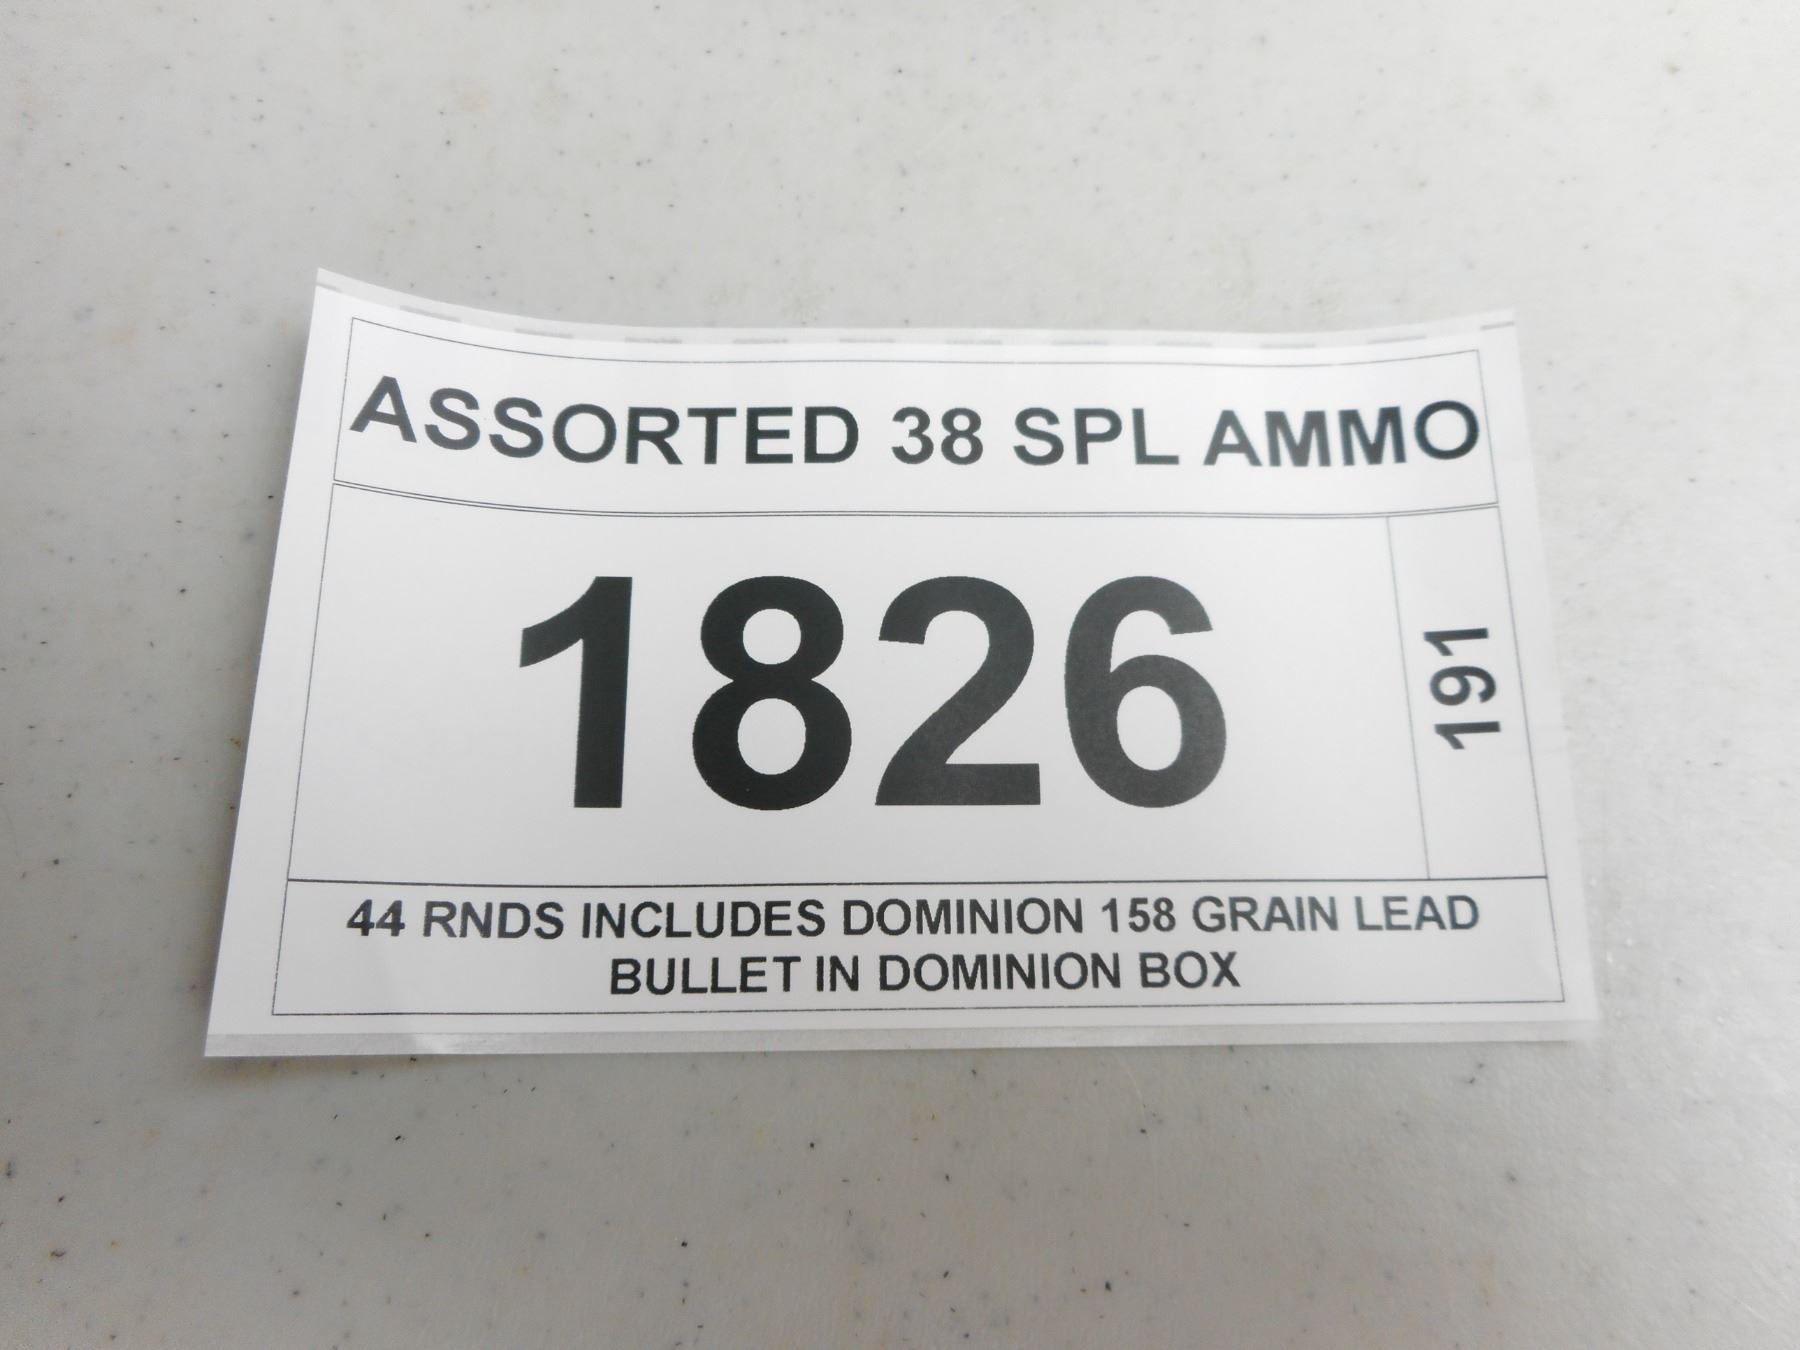 ASSORTED 38 SPL AMMO
1826
191
44 RNDS INCLUDES DOMINION 158 GRAIN LEAD
BULLET IN DOMINION BOX